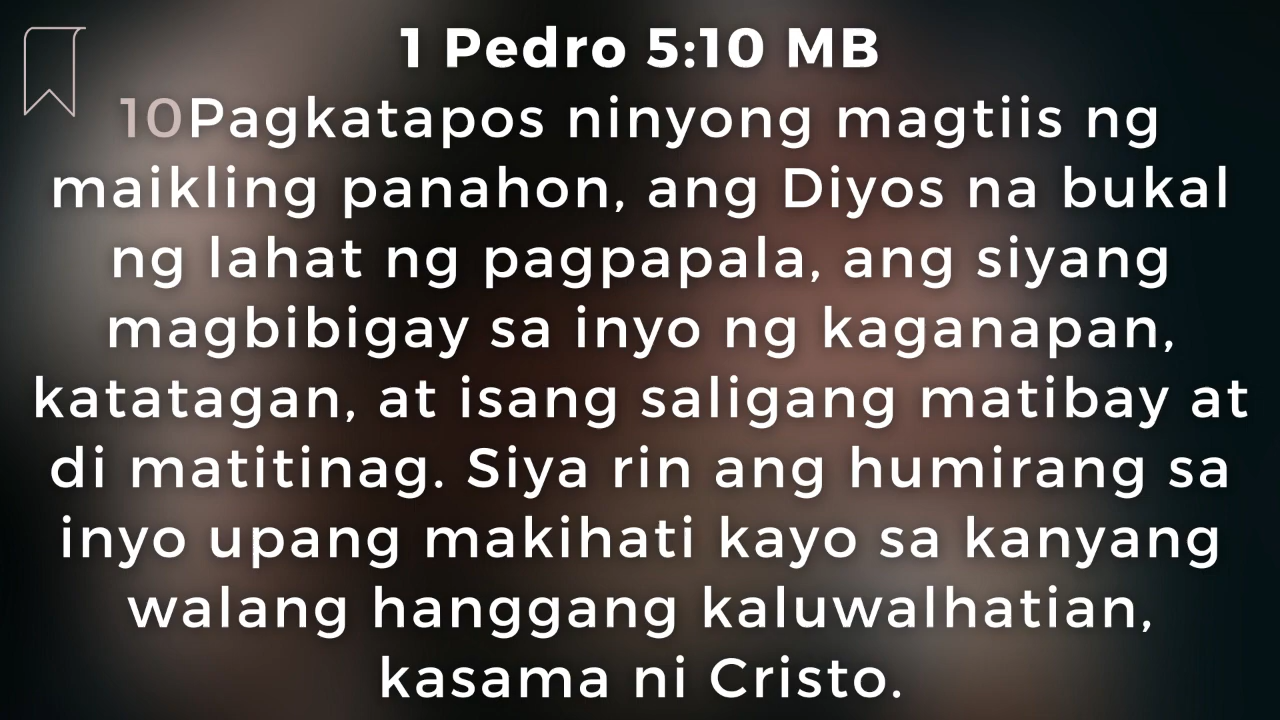 1 Pedro 5:10 MB
10Pagkatapos ninyong magtiis ng
maikling panahon, ang Diyos na bukal
ng lahat ng pagpapala, ang siyang
magbibigay sa inyo ng kaganapan,
katatagan, at isang saligang matibay at
di matitinag. Siya rin ang humirang sa
inyo upang makihati kayo sa kanyang
walang hanggang kaluwalhatian,
kasama ni Cristo.